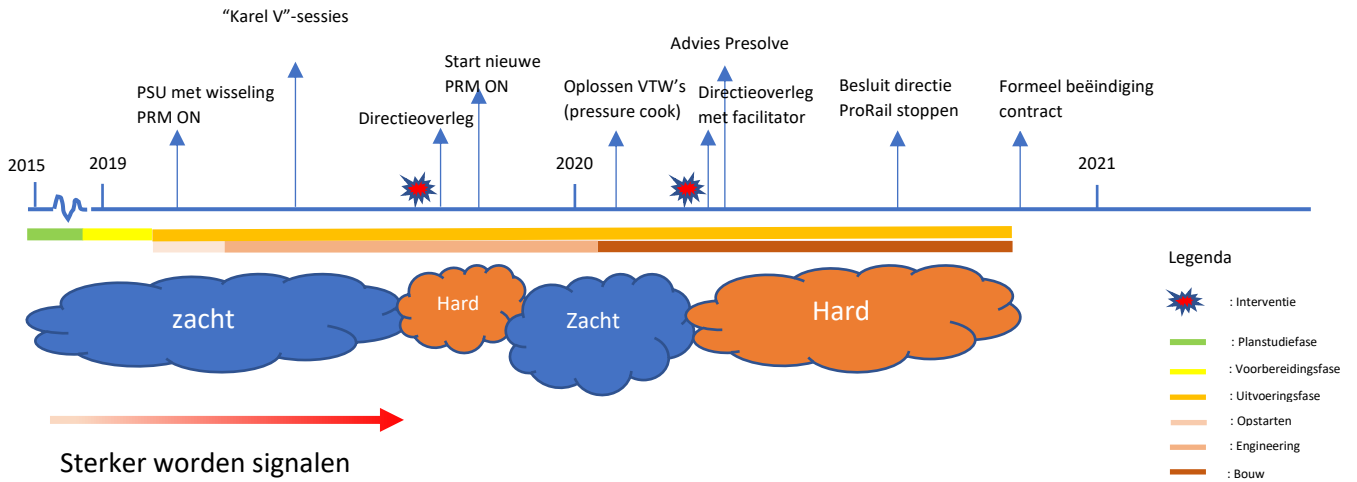 “Karel V”-sessies
Advies Presolve
Start nieuwe
PRM ON
PSU met wisseling
PRM ON
Directieoverleg
Oplossen VTW’s
(pressure cook)
Directieoverleg
met facilitator
Besluit directie
ProRail stoppen
Formeel beëindiging
contract
2015
2019
2020
2021
zacht
Hard
Zacht
Hard
Sterker worden signalen
Legenda
: Interventie
: Planstudiefase
: Voorbereidingsfase
: Uitvoeringsfase
: Opstarten
: Engineering
: Bouw